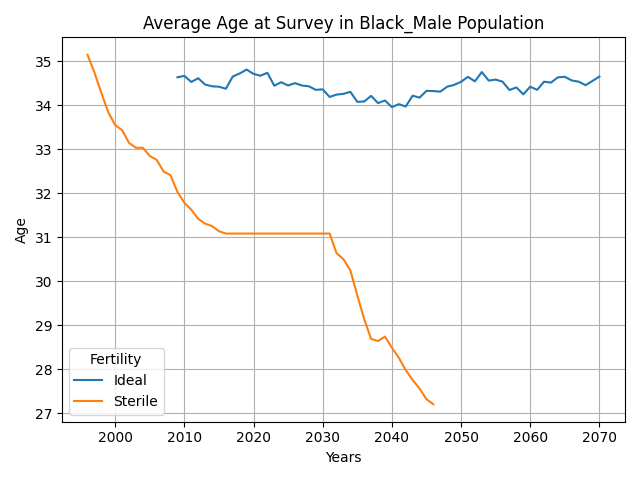 Average Age at Survey in Black_Male Population
Age
35
34
33
32
31
30
29
28
27
Fertility
Ideal
Sterile
2000 2010 2020 2030 2040 2050 2060 2070
Years